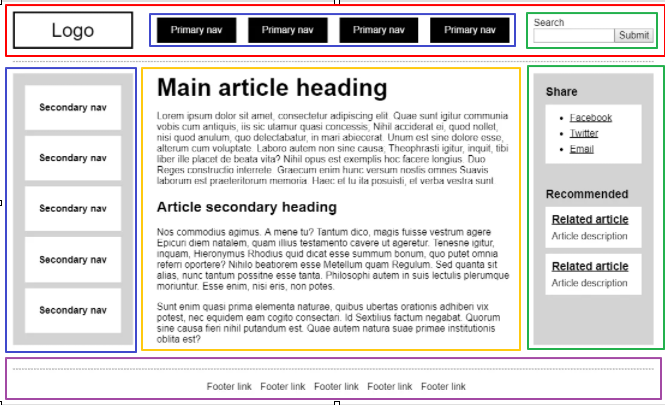 Logo
Primary nav
Primary nav
Primary nav
Primary nav
Search
Submit
Secondary nav
Secondary nav
Secondary nav
Secondary nav
Secondary nav
Main article heading
Lorem ipsum dolor sit amet, consectetur adipiscing elit. Quae sunt igitur communia
vobis cum antiquis, iis sic utamur quasi concessis; Nihil acciderat ei, quod nollet,
nisi quod anulum, quo delectabatur, in mari abiecerat. Unum est sine dolore esse,
alterum cum voluptate. Laboro autem non sine causa; Theophrasti igitur, inquit, tibi
liber ille placet de beata vita? Nihil opus est exemplis hoc facere longius. Duo
Reges constructio interrete. Graecum enim hunc versum nostis omnes Suavis
laborum est praeteritorum memoria. Haec et tu ita posuisti, et verba vestra sunt
Article secondary heading
Nos commodius agimus. A mene tu? Tantum dico, magis fuisse vestrum agere
Epicuri diem natalem, quam illius testamento cavere ut ageretur. Tenesne igitur,
inquam, Hieronymus Rhodius quid dicat esse summum bonum, quo putet omnia
referri oportere? Nihilo beatiorem esse Metellum quam Regulum. Sed quanta sit
alias, nunc tantum possitne esse tanta. Philosophi autem in suis lectulis plerumque
moriuntur. Esse enim, nisi eris, non potes.
Sunt enim quasi prima elementa naturae, quibus ubertas orationis adhiberi vix
potest, nec equidem eam cogito consectari. Id Sextilius factum negabat. Quorum
sine causa fieri nihil putandum est. Quae autem natura suae primae institutionis
oblita est?
Share
Facebook
Twitter
Email
Recommended
Related article
Article description
Related article
Article description
Footer link Footer link Footer link Footer link Footer link